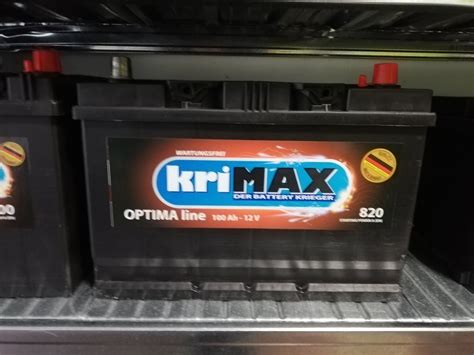 WARTUNGSFREI
kriMAX
DER BATTERY KRIEGER
OPTIMA line 100 Ah - 12 V
820